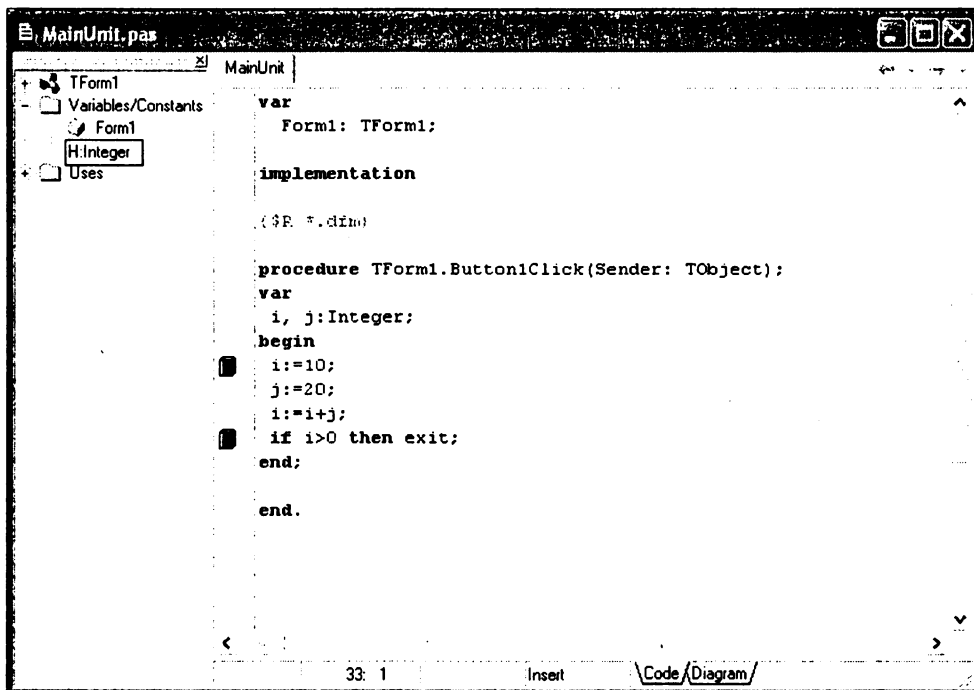 MainUnit.pas
TForm1
Variables/Constants
Form1
H:Integer
Uses
MainUnit
var
Form1: TForm1;
implementation
{$R *.dfm}
procedure TForm1.Button1Click(Sender: TObject);
var
i, j:Integer;
begin
i:=10;
j:=20;
i:=i+j;
if i>0 then exit;
end;
end.
33: 1
Insert
Code
Diagram